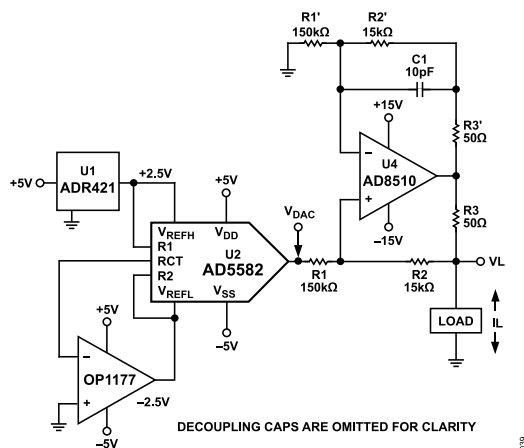 R1'
150kΩ
R2'
15kΩ
C1
10pF
+15V
R3'
50Ω
U1
ADR421
+5V
+2.5V
+5V
U4
AD8510
−
+
VREFH
VDD
R1
RCT
R2
VREFL
U2
AD5582
VSS
VDAC
−15V
R3
50Ω
R1
150kΩ
R2
15kΩ
VL
+5V
−5V
LOAD
IL
−
+
OP1177
−2.5V
−5V
DECOUPLING CAPS ARE OMITTED FOR CLARITY